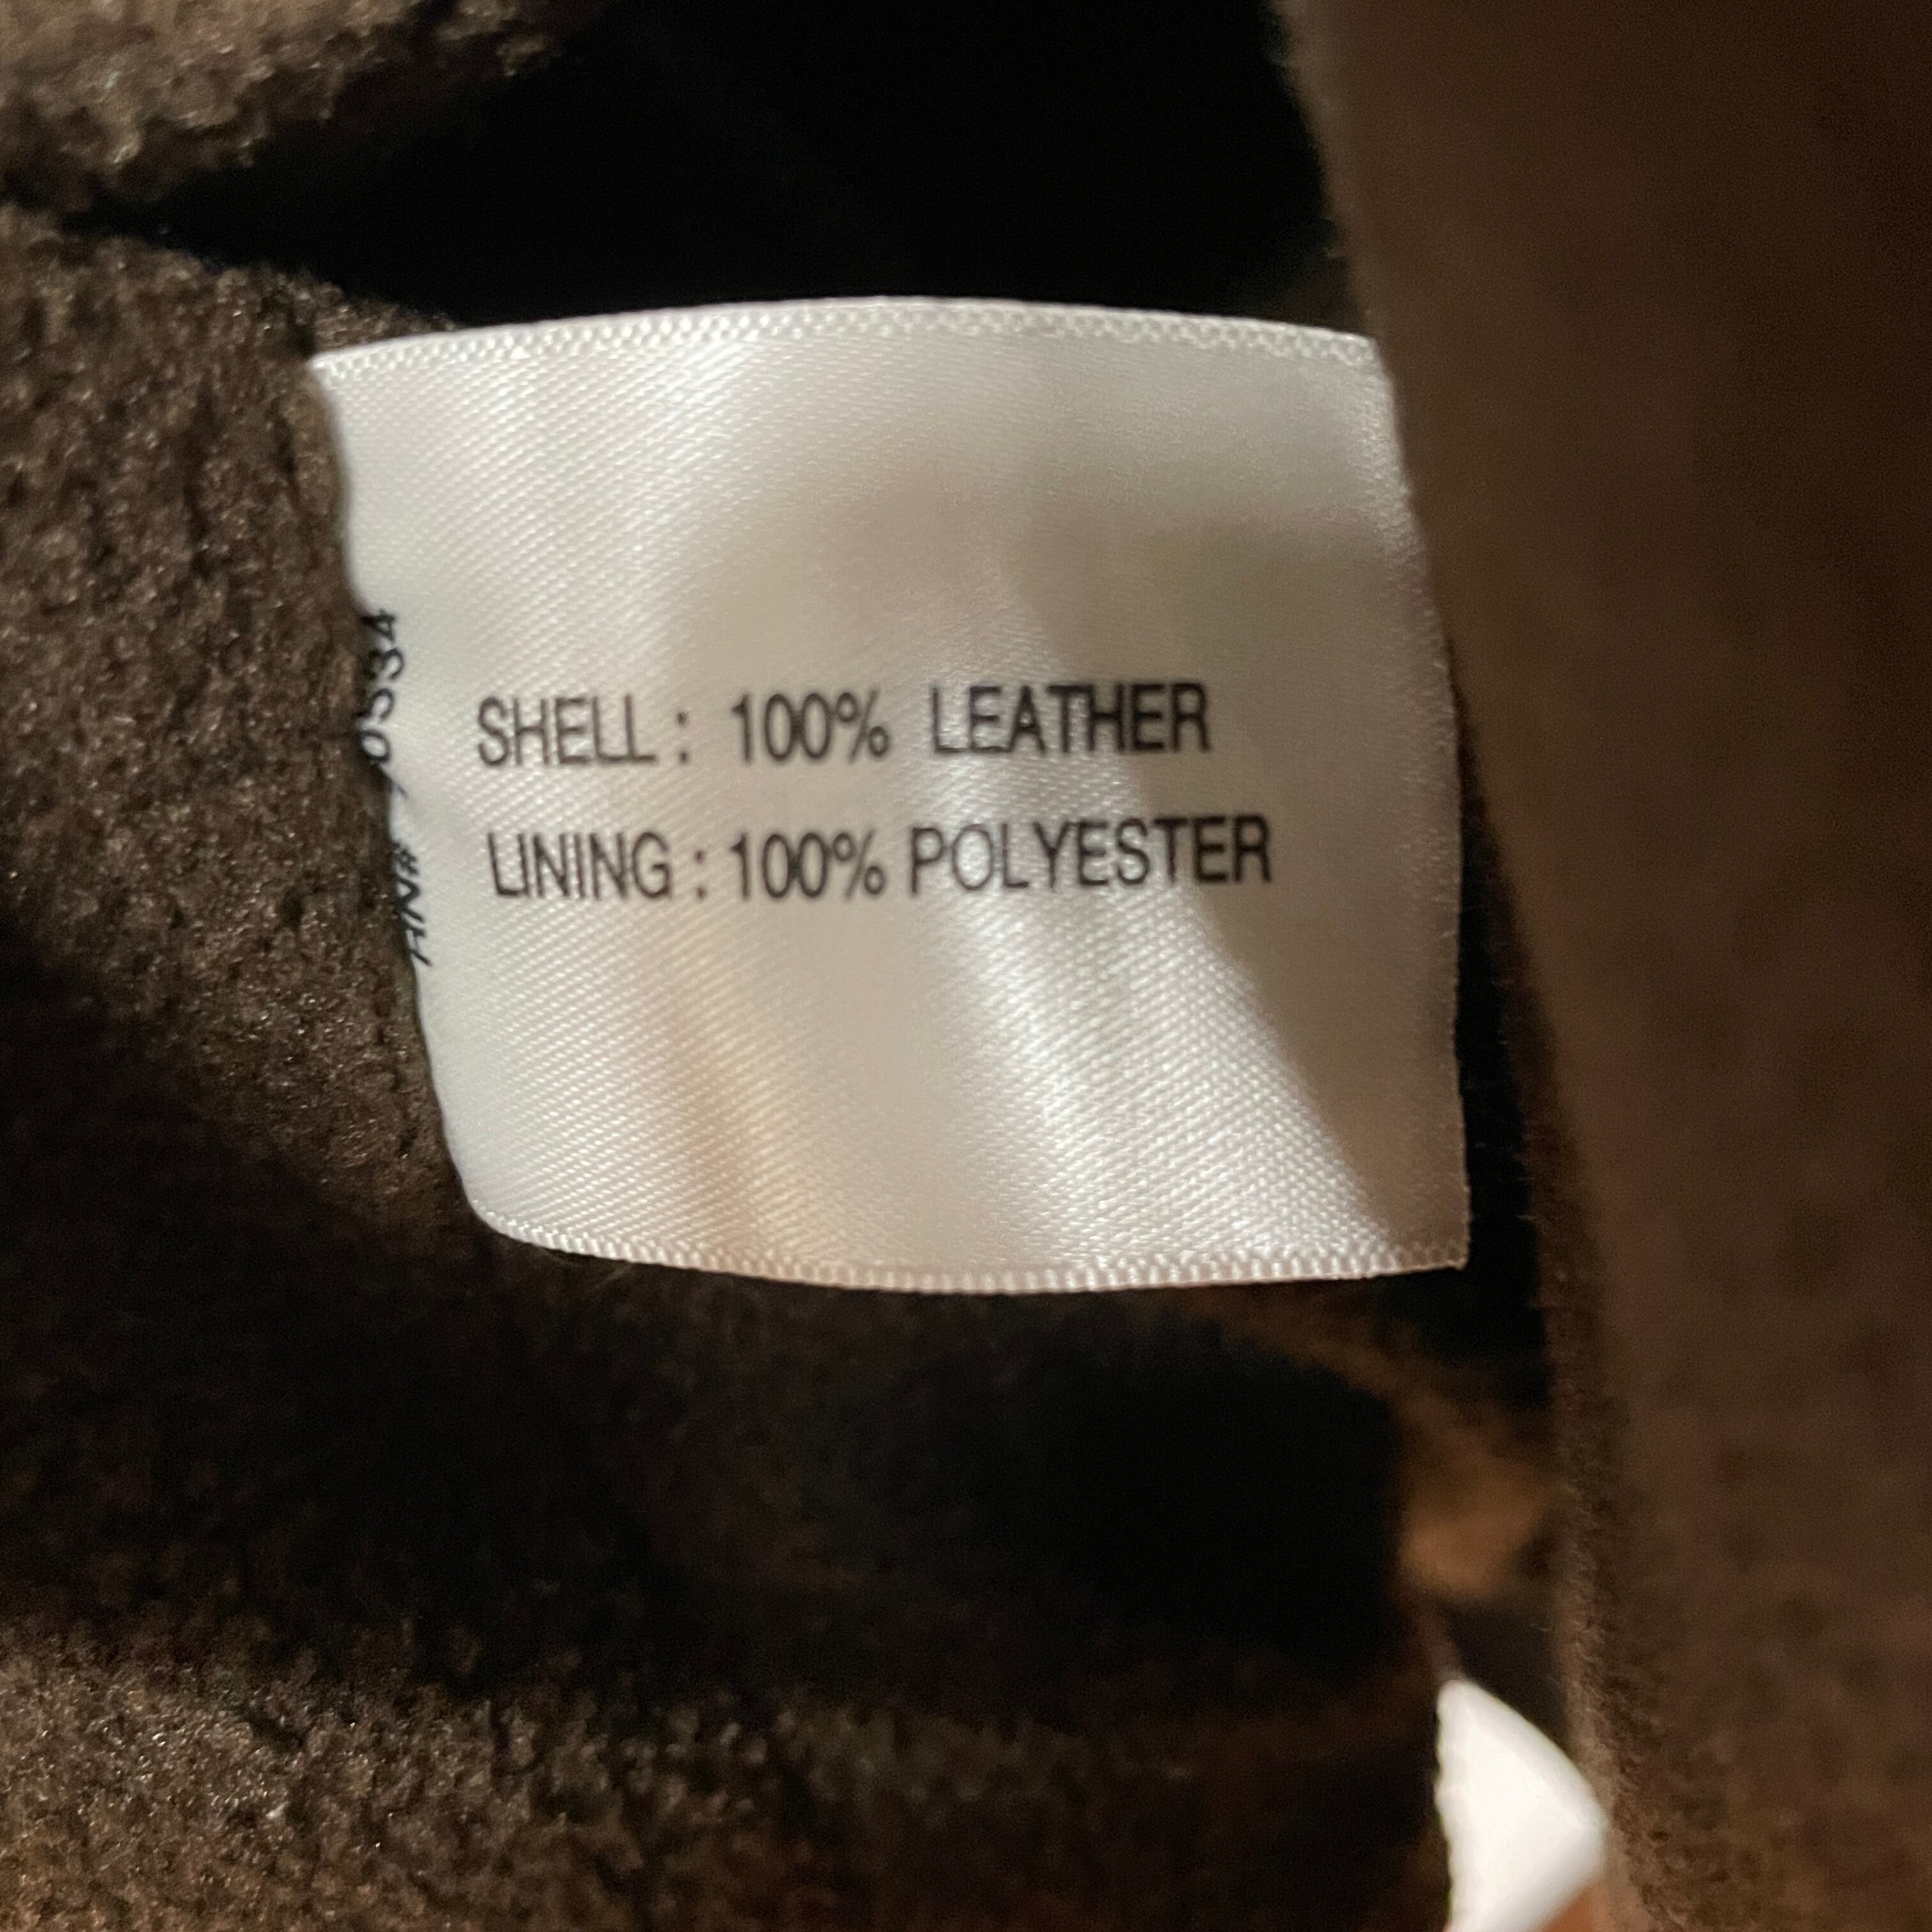 SHELL : 100% LEATHER
LINING : 100% POLYESTER